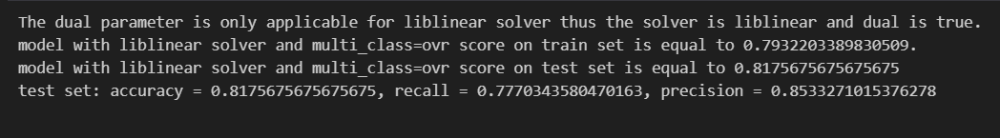 The dual parameter is only applicable for liblinear solver thus the solver is liblinear and dual is true.
model with liblinear solver and multi_class=ovr score on train set is equal to 0.7932203389830509.
model with liblinear solver and multi_class=ovr score on test set is equal to 0.8175675675675675
test set: accuracy = 0.8175675675675675, recall = 0.7770343580470163, precision = 0.8533271015376278